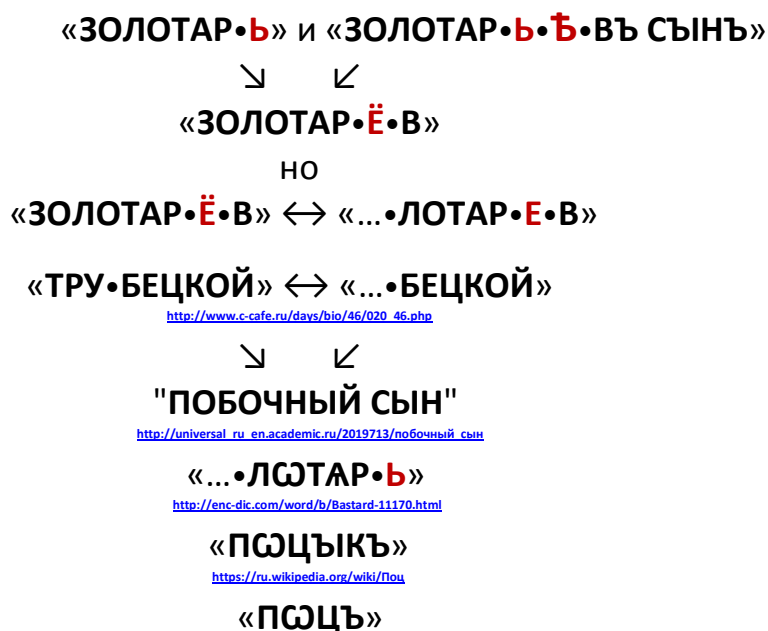 «ЗОЛОТАР•Ь» и «ЗОЛОТАР•Ь•Ѣ•ВЪ СЪІНЪ»
↘ ↙
«ЗОЛОТАР•Ё•В»
но
«ЗОЛОТАР•Ё•В» ↔ «...•ЛОТАР•Е•В»
«ТРУ•БЕЦКОЙ» ↔ «...•БЕЦКОЙ»
http://www.c-cafe.ru/days/bio/46/020_46.php
↘ ↙
"ПОБОЧНЫЙ СЫН"
http://universal_ru_en.academic.ru/2019713/побочный_сын
«...•ЛѠТѦР•Ь»
http://enc-dic.com/word/b/Bastard-11170.html
«ПѠЦЪІКЪ»
https://ru.wikipedia.org/wiki/Поц
«ПѠЦЪ»